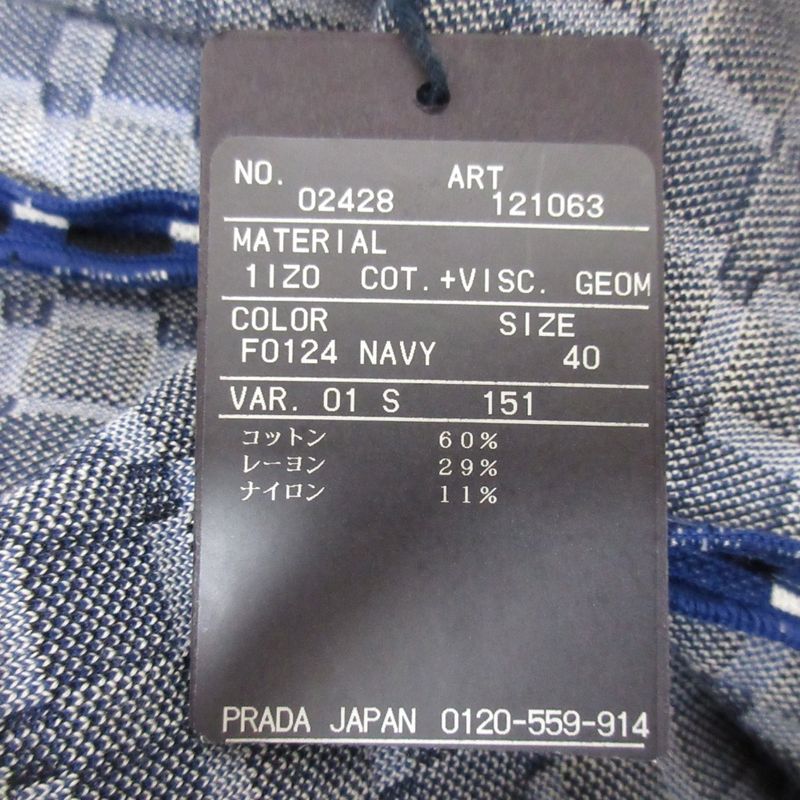 NO. ART
02428 121063
MATERIAL
1IZO COT.+VISC. GEOM
COLOR SIZE
F0124 NAVY 40
VAR. 01 S 151
コットン 60%
レーヨン 29%
ナイロン 11%
PRADA JAPAN 0120-559-914